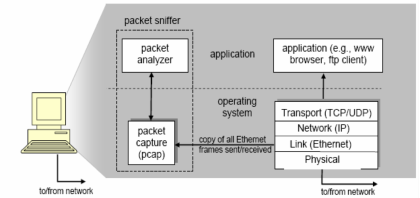 packet sniffer
packet
analyzer
application
application (e.g., www
browser, ftp client)
operating
system
packet
capture
(pcap)
copy of all Ethernet
frames sent/received
Transport (TCP/UDP)
Network (IP)
Link (Ethernet)
Physical
to/from network
to/from network